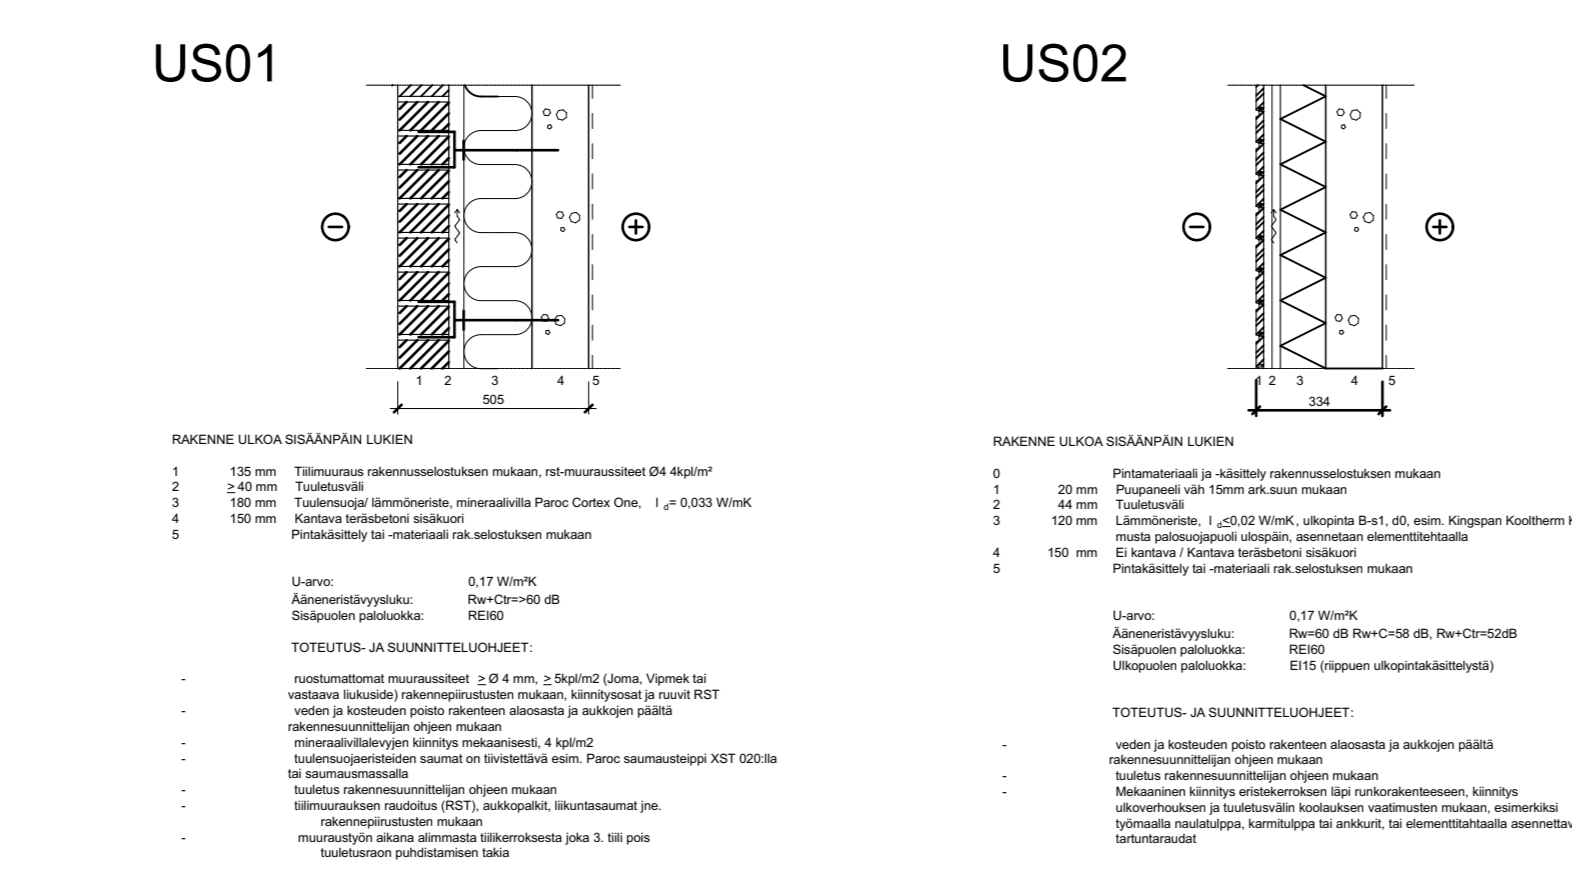 US01
1 2 3 4 5
505
RAKENNE ULKOA SISÄÄNPÄIN LUKIEN
1 135 mm Tiilimuuraus rakennusselostuksen mukaan, rst-muuraussiteet Ø4 4kpl/m²
2 ≥ 40 mm Tuuletusväli
3 180 mm Tuulensuoja/ lämmöneriste, mineraalivilla Paroc Cortex One, l d= 0,033 W/mK
4 150 mm Kantava teräsbetoni sisäkuori
5 Pintakäsittely tai -materiaali rak.selostuksen mukaan
U-arvo: 0,17 W/m²K
Ääneneristävyysluku: Rw+Ctr=>60 dB
Sisäpuolen paloluokka: REI60
TOTEUTUS- JA SUUNNITTELUOHJEET:
- ruostumattomat muuraussiteet ≥ Ø 4 mm, ≥ 5kpl/m2 (Joma, Vipmek tai
vastaava liukuside) rakennepiirustusten mukaan, kiinnitysosat ja ruuvit RST
- veden ja kosteuden poisto rakenteen alaosasta ja aukkojen päältä
rakennesuunnittelijan ohjeen mukaan
- mineraalivillalevyjen kiinnitys mekaanisesti, 4 kpl/m2
- tuulensuojaeristeiden saumat on tiivistettävä esim. Paroc saumausteippi XST 020:lla
tai saumausmassalla
- tuuletus rakennesuunnittelijan ohjeen mukaan
- tiilimuurauksen raudoitus (RST), aukkopalkit, liikuntasaumat jne.
rakennepiirustusten mukaan
- muuraustyön aikana alimmasta tiilikerroksesta joka 3. tiili pois
tuuletusraon puhdistamisen takia
US02
1 2 3 4 5
334
RAKENNE ULKOA SISÄÄNPÄIN LUKIEN
0 Pintamateriaali ja -käsittely rakennusselostuksen mukaan
1 20 mm Puupaneeli väh 15mm ark.suun mukaan
2 44 mm Tuuletusväli
3 120 mm Lämmöneriste, l d≤0,02 W/mK, ulkopinta B-s1, d0, esim. Kingspan Kooltherm K
musta palosuojapuoli ulospäin, asennetaan elementtitehtaalla
4 150 mm Ei kantava / Kantava teräsbetoni sisäkuori
5 Pintakäsittely tai -materiaali rak.selostuksen mukaan
U-arvo: 0,17 W/m²K
Ääneneristävyysluku: Rw=60 dB Rw+C=58 dB, Rw+Ctr=52dB
Sisäpuolen paloluokka: REI60
Ulkopuolen paloluokka: EI15 (riippuen ulkopintakäsittelystä)
TOTEUTUS- JA SUUNNITTELUOHJEET:
- veden ja kosteuden poisto rakenteen alaosasta ja aukkojen päältä
rakennesuunnittelijan ohjeen mukaan
- tuuletus rakennesuunnittelijan ohjeen mukaan
- Mekaaninen kiinnitys eristekerroksen läpi runkorakenteeseen, kiinnitys
ulkoverhouksen ja tuuletusvälin koolauksen vaatimusten mukaan, esimerkiksi
työmaalla naulatulppa, karmitulppa tai ankkurit, tai elementtitahtaalla asennettav
tartuntaraudat